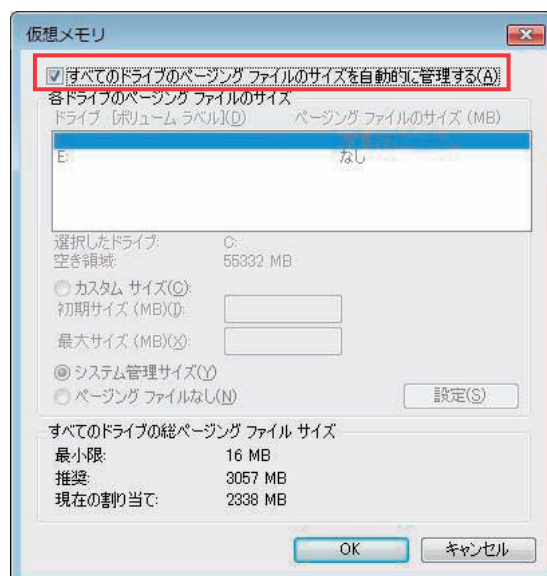 仮想メモリ
すべてのドライブのページング ファイルのサイズを自動的に管理する(A)
各ドライブのページング ファイルのサイズ
ドライブ [ボリューム ラベル](D) ページング ファイルのサイズ (MB)
E: なし
選択したドライブ: C:
空き領域: 55332 MB
カスタム サイズ(C):
初期サイズ (MB)(I):
最大サイズ (MB)(X):
システム管理サイズ(Y)
ページング ファイルなし(N) 設定(S)
すべてのドライブの総ページング ファイル サイズ
最小限: 16 MB
推奨: 3057 MB
現在の割り当て: 2338 MB
OK キャンセル